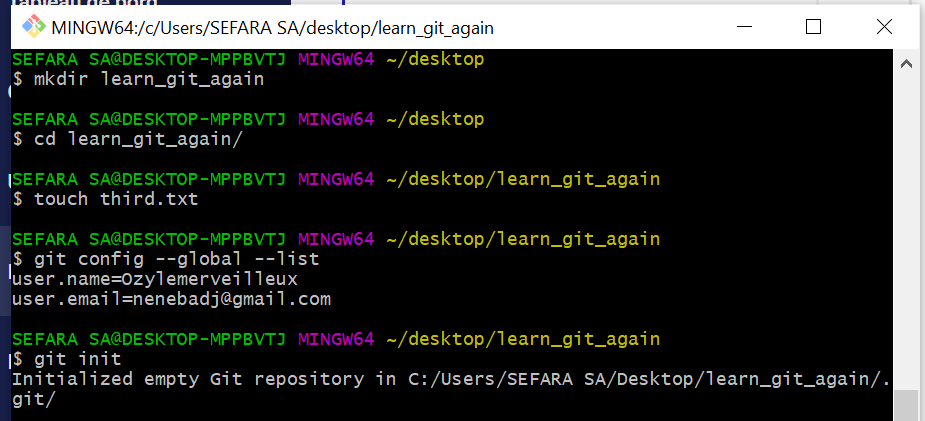 Tableau de bord
MINGW64:/c/Users/SEFARA SA/desktop/learn_git_again
SEFARA SA@DESKTOP-MPPBVTJ MINGW64 ~/desktop
$ mkdir learn_git_again
SEFARA SA@DESKTOP-MPPBVTJ MINGW64 ~/desktop
$ cd learn_git_again/
SEFARA SA@DESKTOP-MPPBVTJ MINGW64 ~/desktop/learn_git_again
$ touch third.txt
SEFARA SA@DESKTOP-MPPBVTJ MINGW64 ~/desktop/learn_git_again
$ git config --global --list
user.name=Ozylemerveilleux
user.email=nenebadj@gmail.com
SEFARA SA@DESKTOP-MPPBVTJ MINGW64 ~/desktop/learn_git_again
$ git init
Initialized empty Git repository in C:/Users/SEFARA SA/Desktop/learn_git_again/.
git/